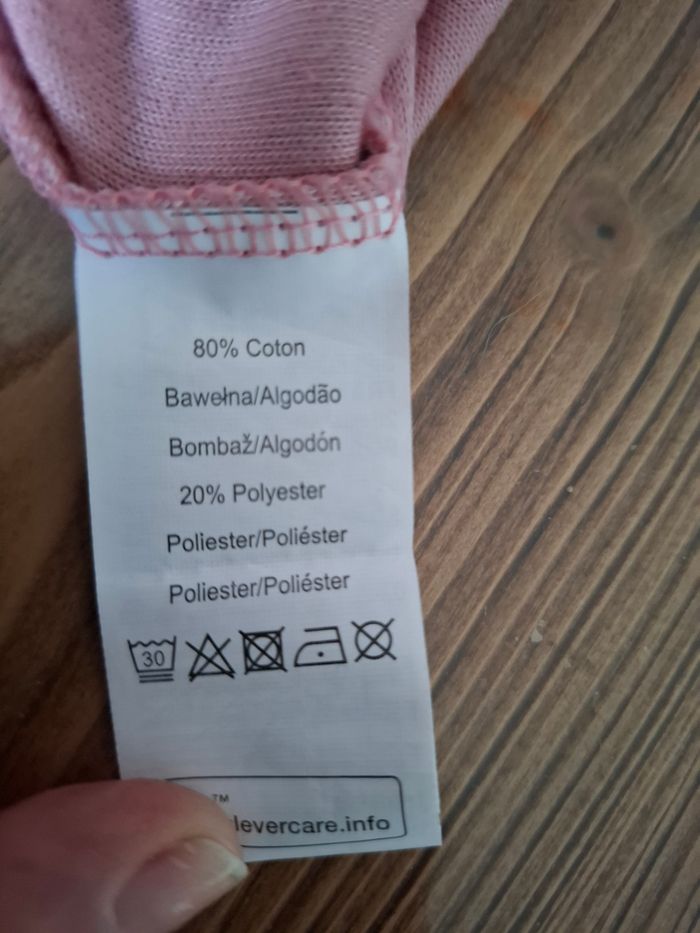 80% Coton
Bawełna/Algodão
Bombaž/Algodón
20% Polyester
Poliester/Poliéster
Poliester/Poliéster
30
TM
levercare.info